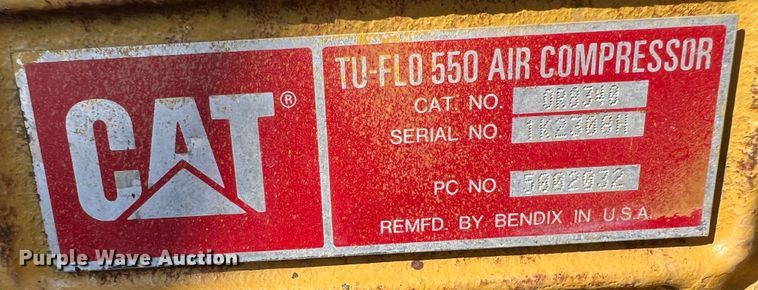 CAT®
TU-FLO 550 AIR COMPRESSOR
CAT. NO. 0R8340
SERIAL NO. 1K2308H
PC NO. 5002032
REMFD. BY BENDIX IN U.S.A.
Purple Wave Auction